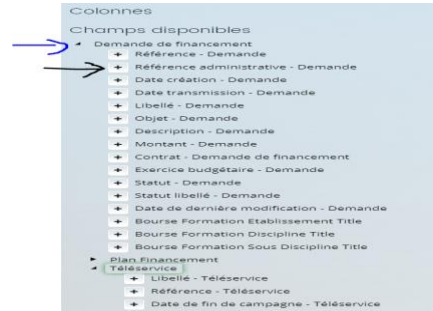 Colonnes
Champs disponibles
Demande de financement
+ Référence - Demande
+ Référence administrative - Demande
+ Date création - Demande
+ Date transmission - Demande
+ Libellé - Demande
+ Objet - Demande
+ Description - Demande
+ Montant - Demande
+ Contrat - Demande de financement
+ Exercice budgétaire - Demande
+ Statut - Demande
+ Statut libellé - Demande
+ Date de dernière modification - Demande
+ Bourse Formation Etablissement Title
+ Bourse Formation Discipline Title
+ Bourse Formation Sous Discipline Title
Plan Financement
Téléservice
+ Libellé - Téléservice
+ Référence - Téléservice
+ Date de fin de campagne - Téléservice